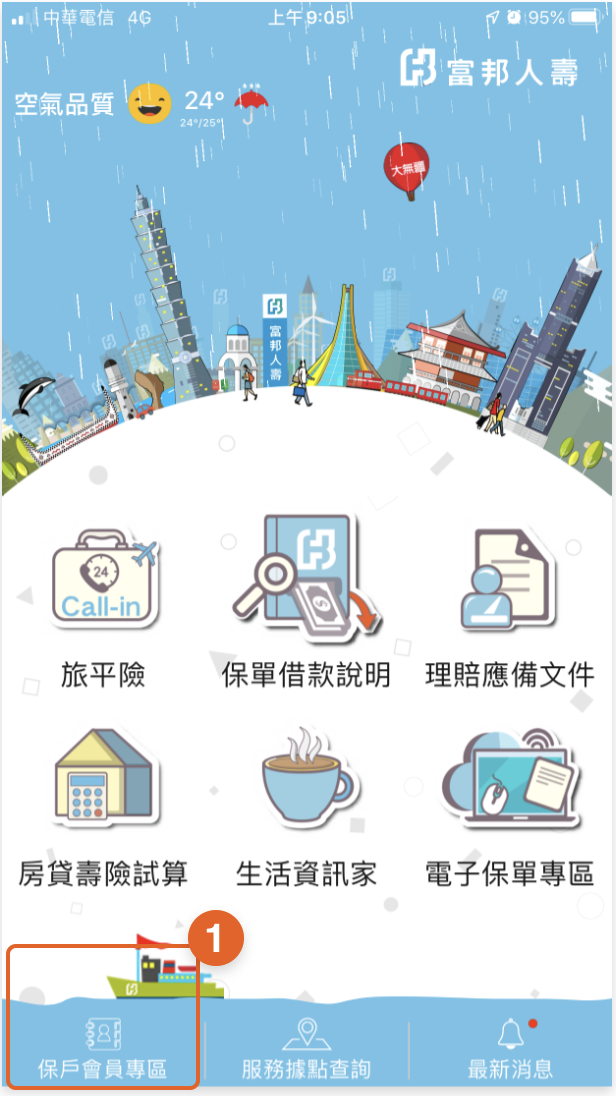 中華電信 4G 上午9:05 95%
富邦人壽
空氣品質 24°
24°/25°
大無疆
富邦人壽
24
Call-in
旅平險 保單借款說明 理賠應備文件
房貸壽險試算 生活資訊家 電子保單專區
1
保戶會員專區 服務據點查詢 最新消息